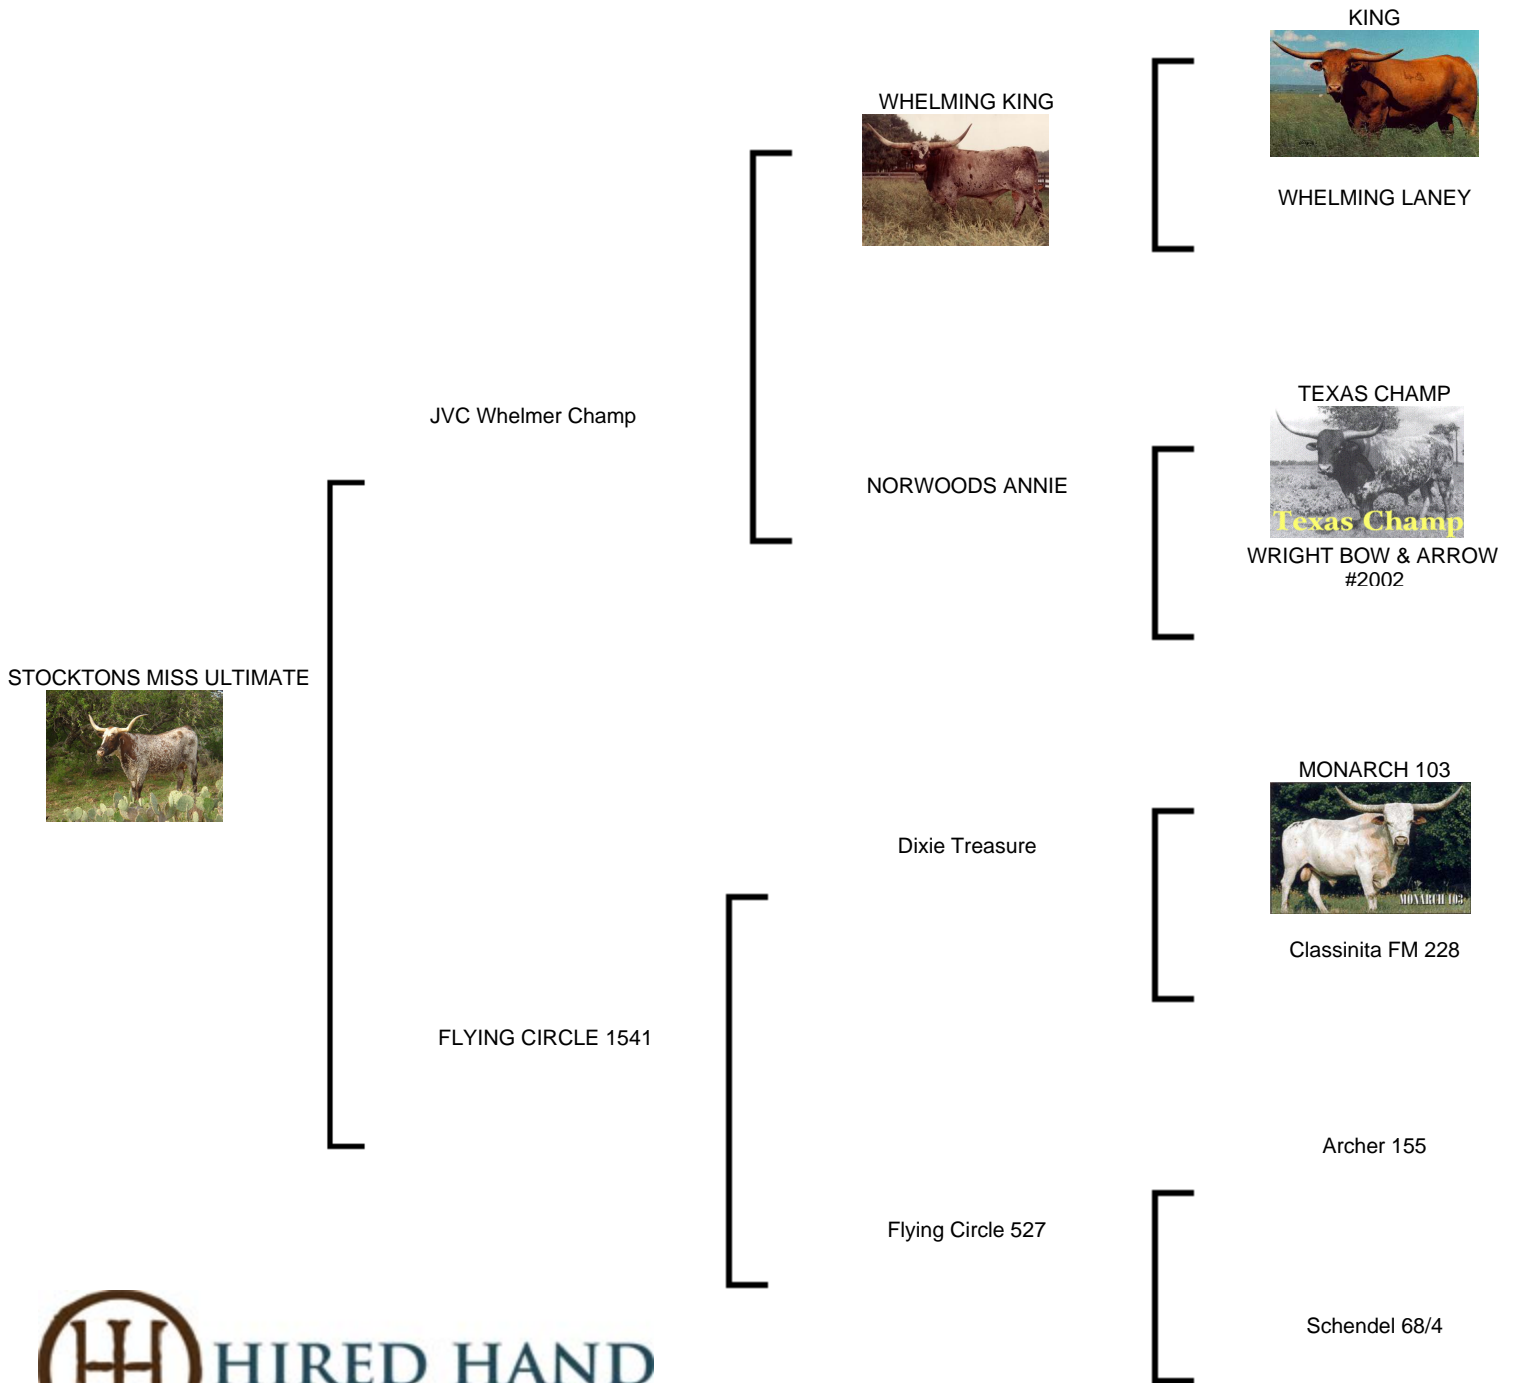 KING
WHELMING KING
WHELMING LANEY
TEXAS CHAMP
JVC Whelmer Champ
NORWOODS ANNIE
Texas Champ
WRIGHT BOW & ARROW
#2002
STOCKTONS MISS ULTIMATE
MONARCH 103
Dixie Treasure
MONARCH 103
Classinita FM 228
FLYING CIRCLE 1541
Archer 155
Flying Circle 527
Schendel 68/4
HIRED HAND